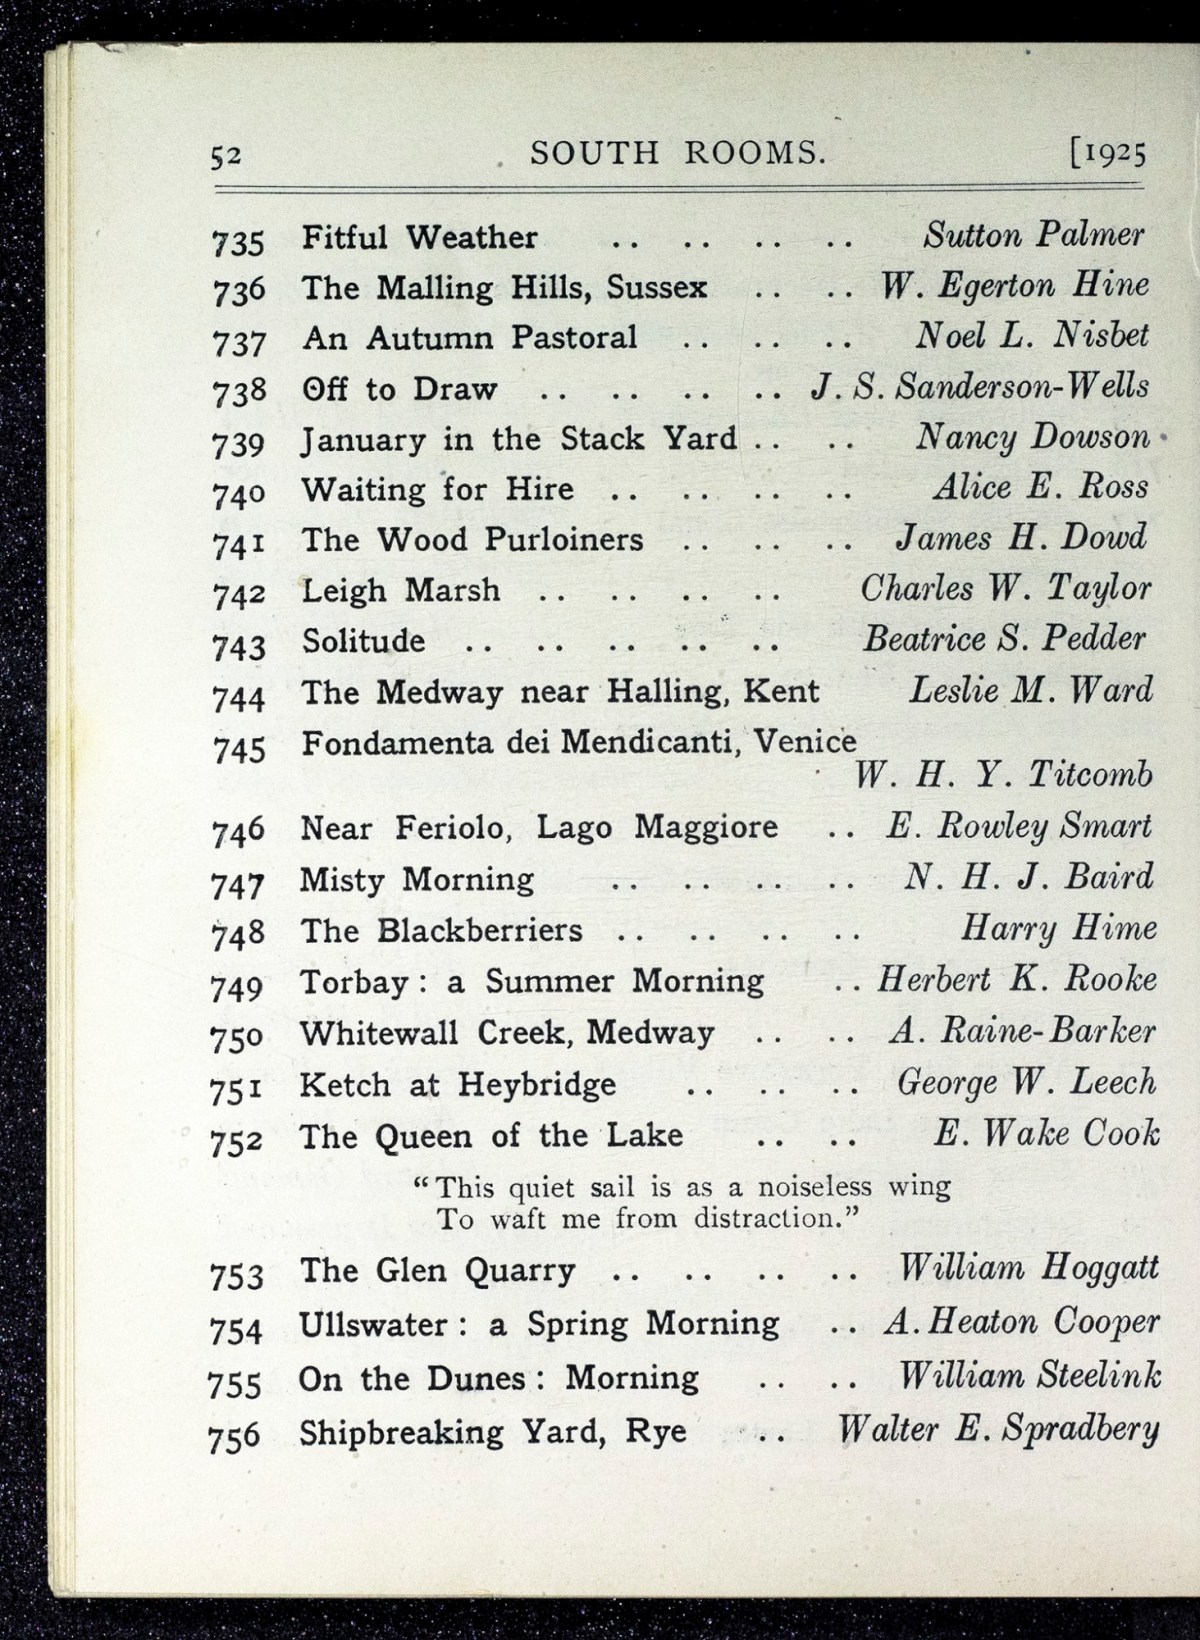 52 SOUTH ROOMS. [1925
735 Fitful Weather .. .. .. .. Sutton Palmer
736 The Malling Hills, Sussex .. .. W. Egerton Hine
737 An Autumn Pastoral .. .. .. Noel L. Nisbet
738 Off to Draw .. .. .. .. J. S. Sanderson-Wells
739 January in the Stack Yard .. .. Nancy Dowson
740 Waiting for Hire .. .. .. .. Alice E. Ross
741 The Wood Purloiners .. .. .. James H. Dowd
742 Leigh Marsh .. .. .. .. Charles W. Taylor
743 Solitude .. .. .. .. .. Beatrice S. Pedder
744 The Medway near Halling, Kent Leslie M. Ward
745 Fondamenta dei Mendicanti, Venice
W. H. Y. Titcomb
746 Near Feriolo, Lago Maggiore .. E. Rowley Smart
747 Misty Morning .. .. .. .. N. H. J. Baird
748 The Blackberriers .. .. .. .. Harry Hime
749 Torbay : a Summer Morning .. Herbert K. Rooke
750 Whitewall Creek, Medway .. .. A. Raine-Barker
751 Ketch at Heybridge .. .. .. George W. Leech
752 The Queen of the Lake .. .. E. Wake Cook
“This quiet sail is as a noiseless wing
To waft me from distraction.”
753 The Glen Quarry .. .. .. .. William Hoggatt
754 Ullswater : a Spring Morning .. A. Heaton Cooper
755 On the Dunes : Morning .. .. William Steelink
756 Shipbreaking Yard, Rye .. Walter E. Spradbery